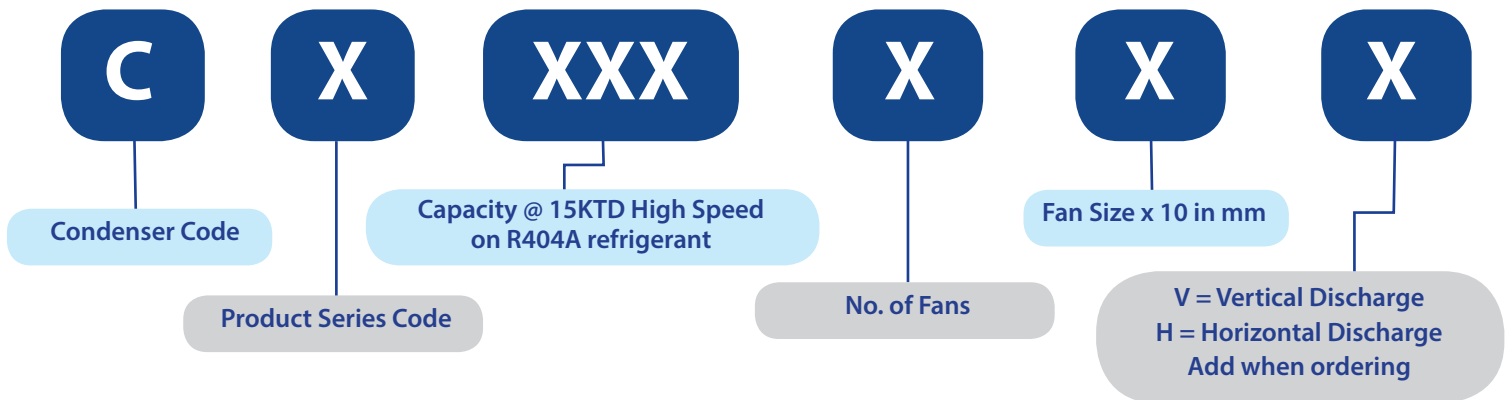 C X XXX X X X
Condenser Code
Product Series Code
Capacity @ 15KTD High Speed
on R404A refrigerant
No. of Fans
Fan Size x 10 in mm
V = Vertical Discharge
H = Horizontal Discharge
Add when ordering